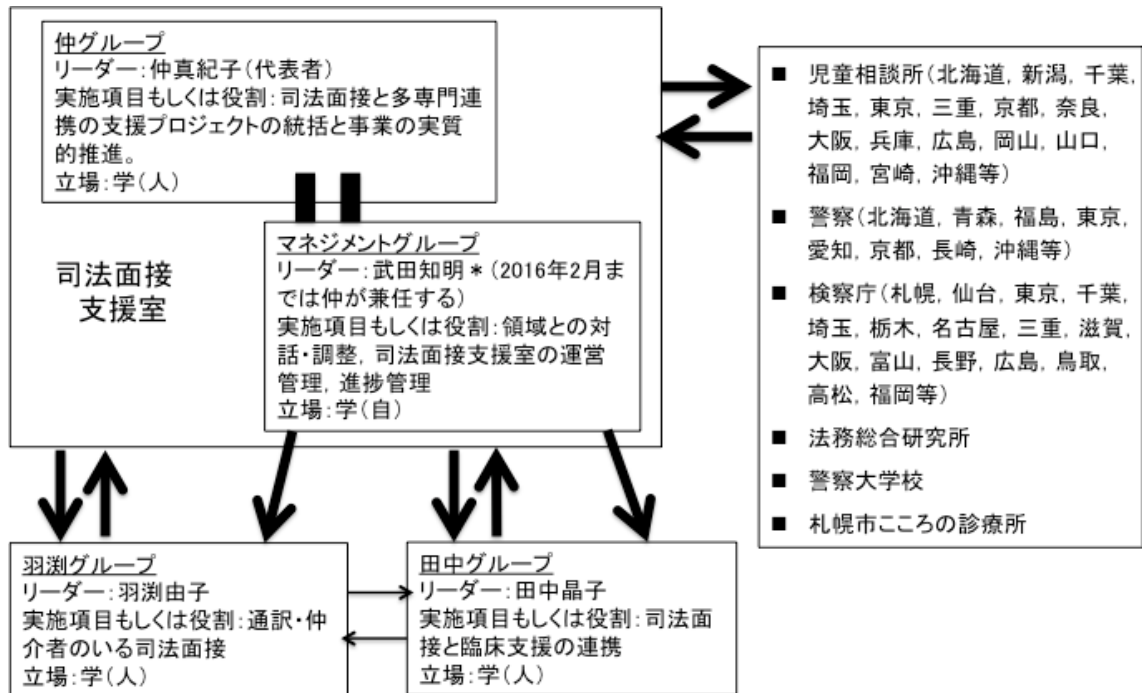 仲グループ
リーダー:仲真紀子(代表者)
実施項目もしくは役割:司法面接と多専門連
携の支援プロジェクトの統括と事業の実質
的推進。
立場:学(人)
マネジメントグループ
リーダー:武田知明*(2016年2月ま
では仲が兼任する)
実施項目もしくは役割:領域との対
話・調整, 司法面接支援室の運営
管理, 進捗管理
立場:学(自)
司法面接
支援室
羽渕グループ
リーダー:羽渕由子
実施項目もしくは役割:通訳・仲
介者のいる司法面接
立場:学(人)
田中グループ
リーダー:田中晶子
実施項目もしくは役割:司法面
接と臨床支援の連携
立場:学(人)
■ 児童相談所(北海道, 新潟, 千葉,
埼玉, 東京, 三重, 京都, 奈良,
大阪, 兵庫, 広島, 岡山, 山口,
福岡, 宮崎, 沖縄等)
■ 警察(北海道, 青森, 福島, 東京,
愛知, 京都, 長崎, 沖縄等)
■ 検察庁(札幌, 仙台, 東京, 千葉,
埼玉, 栃木, 名古屋, 三重, 滋賀,
大阪, 富山, 長野, 広島, 鳥取,
高松, 福岡等)
■ 法務総合研究所
■ 警察大学校
■ 札幌市こころの診療所